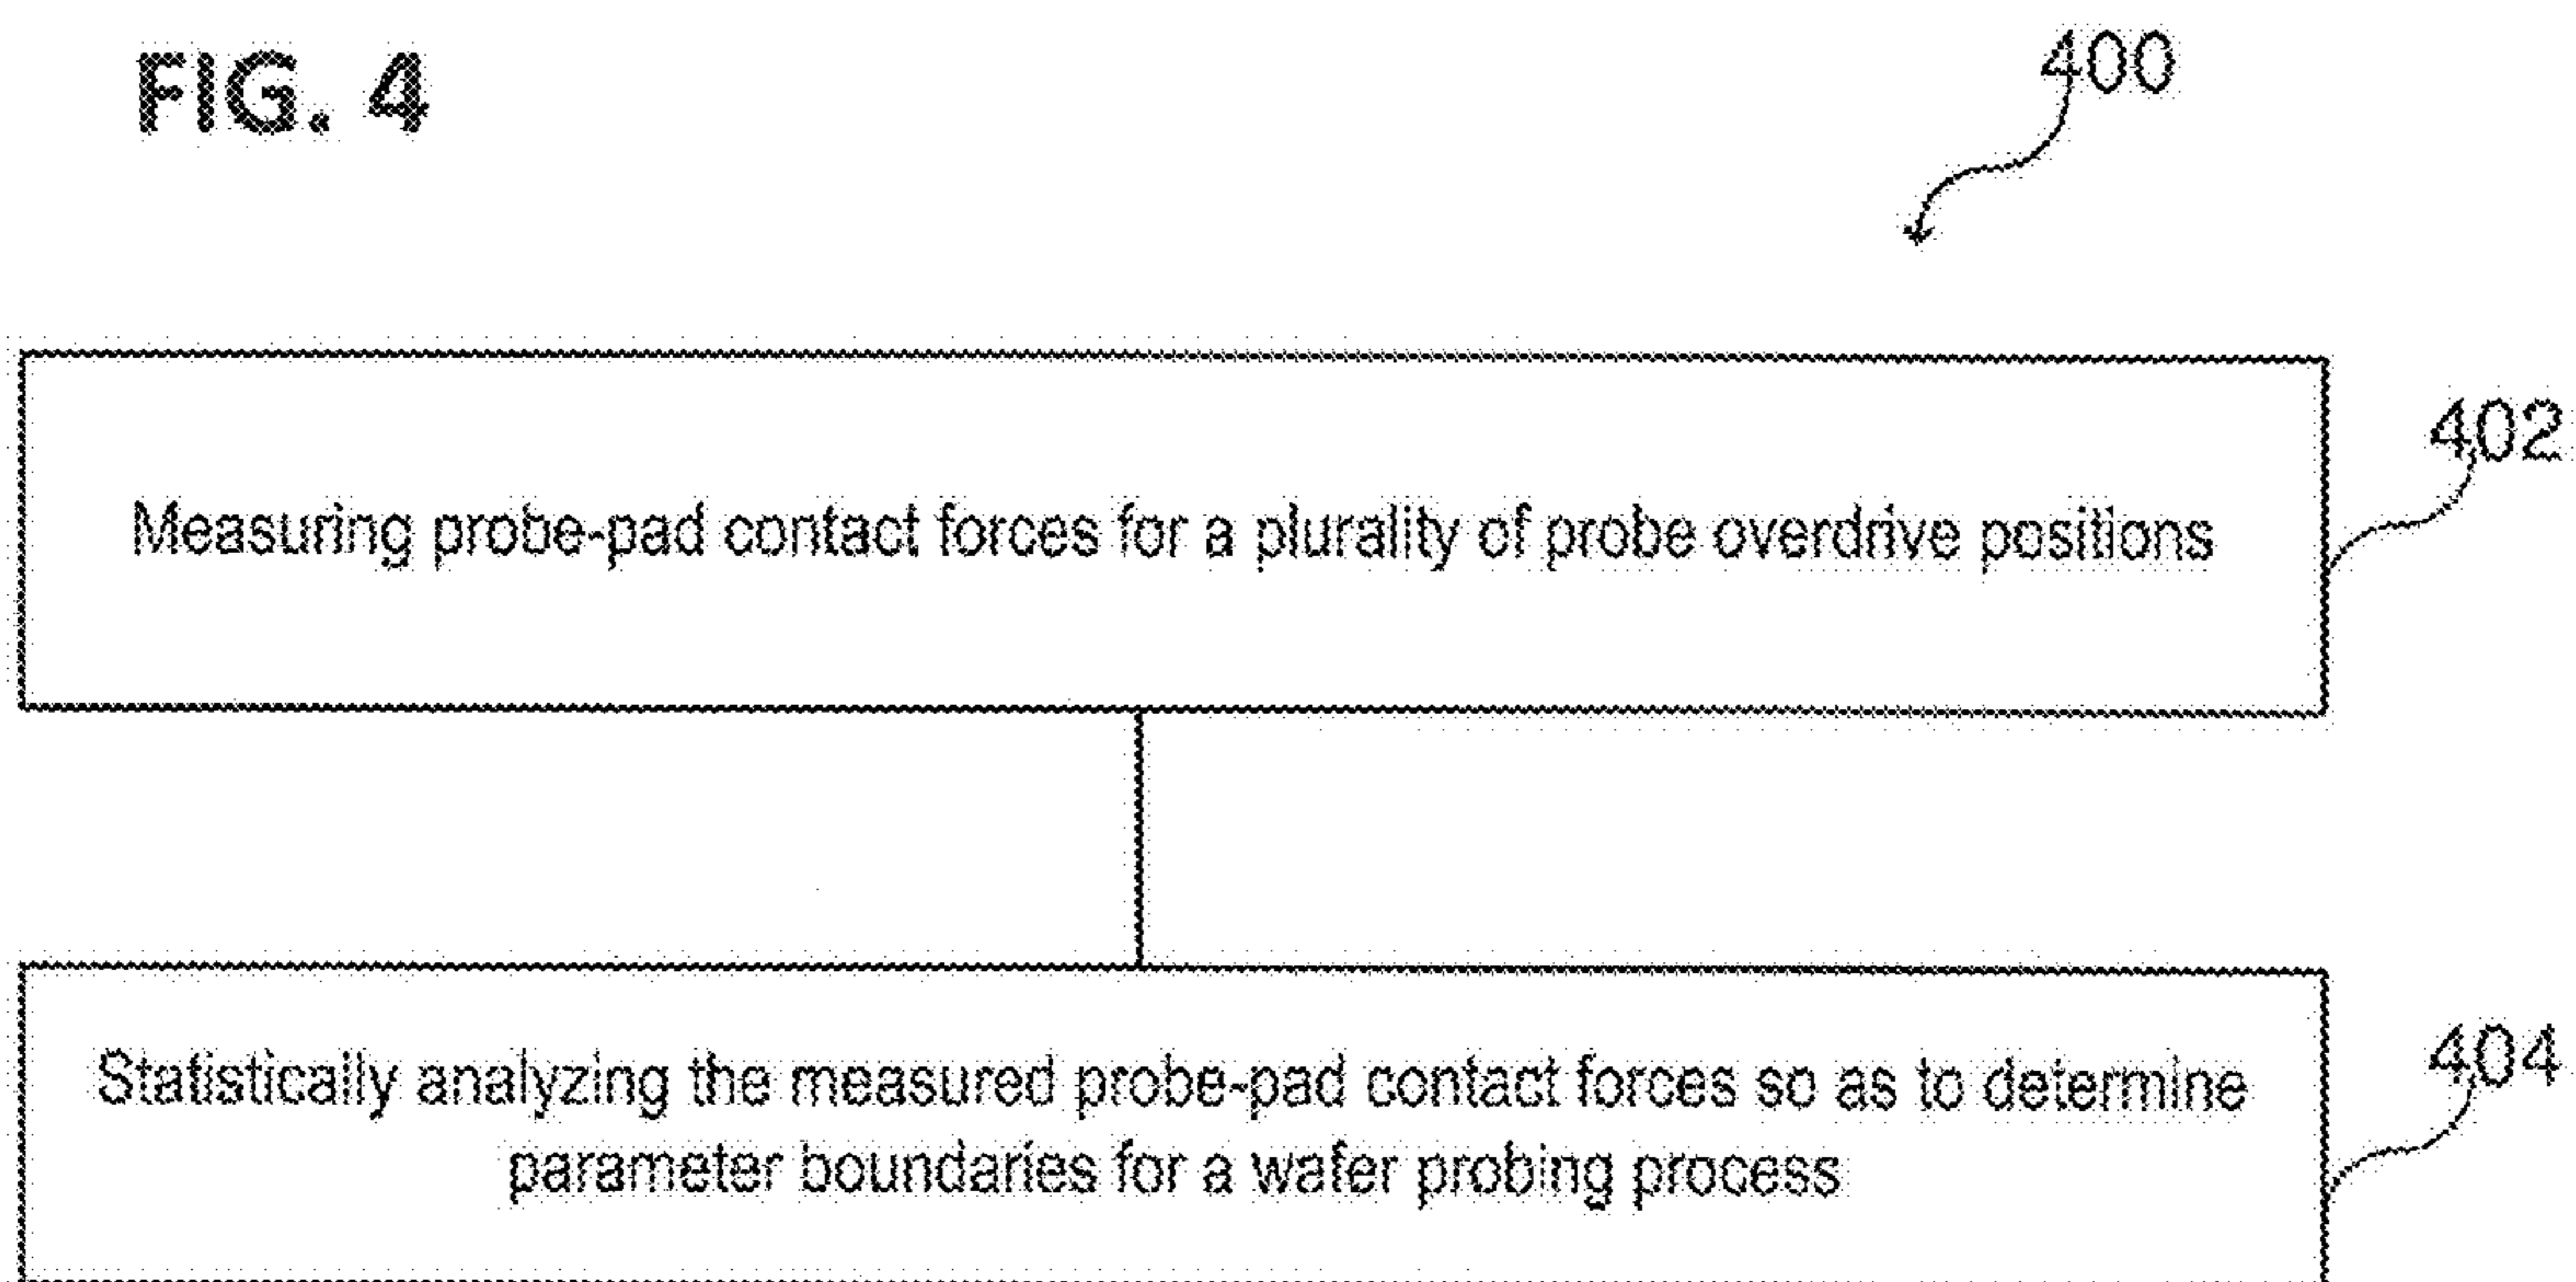 FIG. 4
400
402
Measuring probe-pad contact forces for a plurality of probe overdrive positions
404
Statistically analyzing the measured probe-pad contact forces so as to determine
parameter boundaries for a wafer probing process